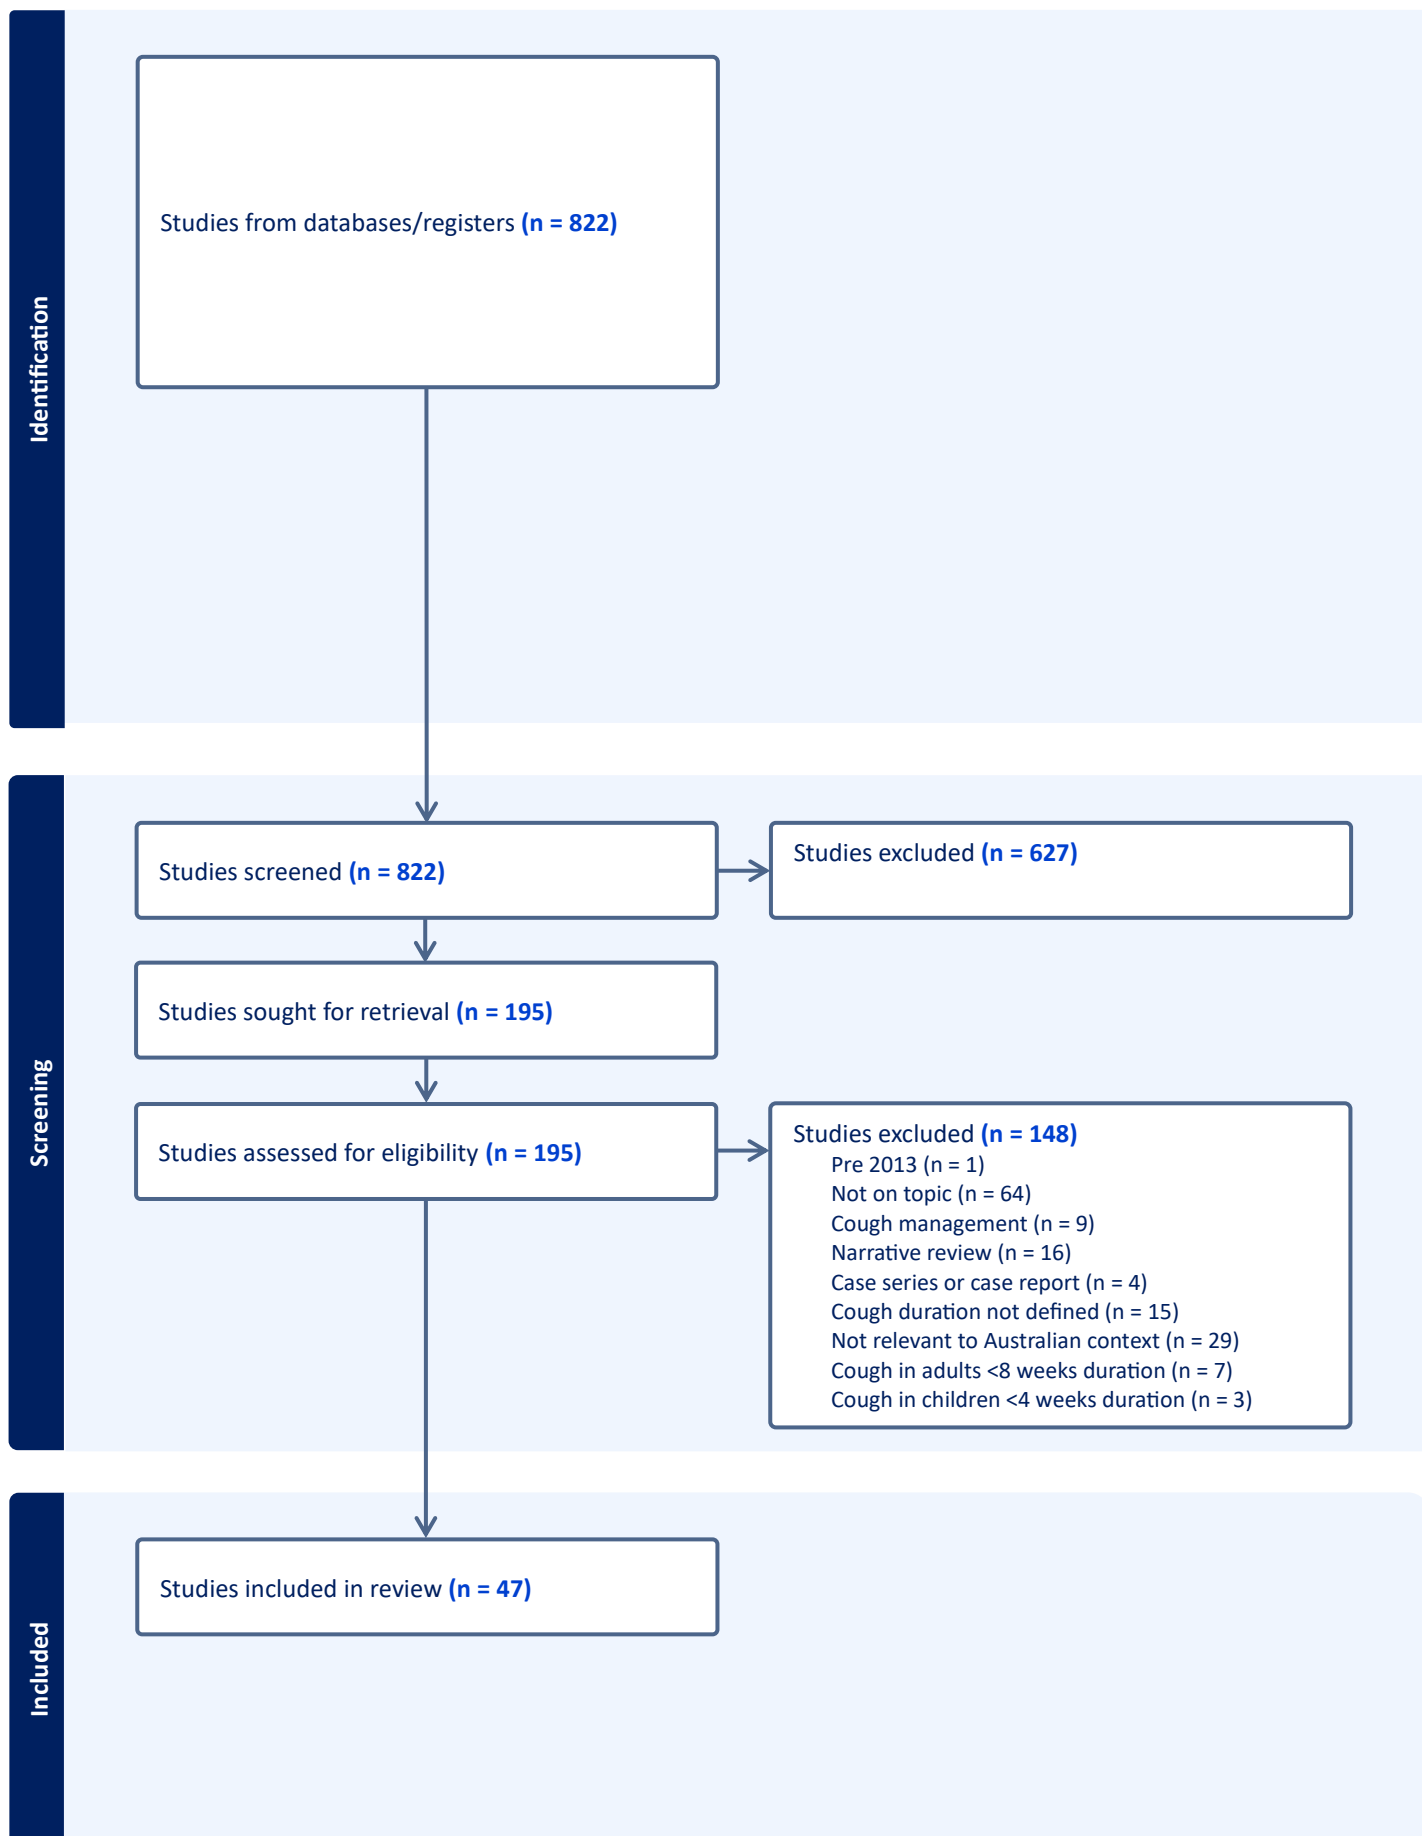 Identification
Studies from databases/registers (n = 822)
Screening
Studies screened (n = 822)
Studies excluded (n = 627)
Studies sought for retrieval (n = 195)
Studies assessed for eligibility (n = 195)
Studies excluded (n = 148)
Pre 2013 (n = 1)
Not on topic (n = 64)
Cough management (n = 9)
Narrative review (n = 16)
Case series or case report (n = 4)
Cough duration not defined (n = 15)
Not relevant to Australian context (n = 29)
Cough in adults <8 weeks duration (n = 7)
Cough in children <4 weeks duration (n = 3)
Included
Studies included in review (n = 47)